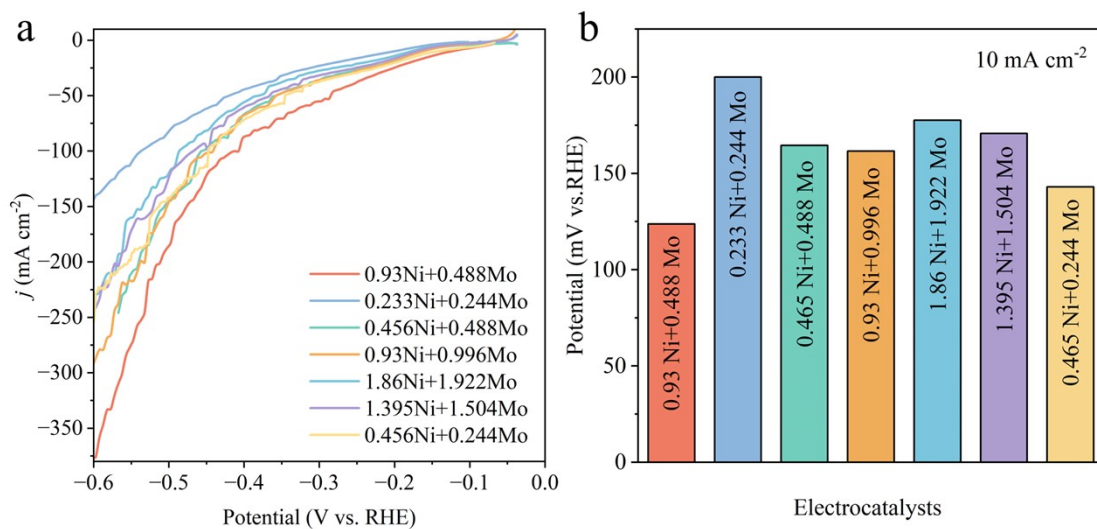 a
0
−50
−100
−150
−200
−250
−300
−350
j (mA cm⁻²)
−0.6
−0.5
−0.4
−0.3
−0.2
−0.1
0.0
Potential (V vs. RHE)
0.93Ni+0.488Mo
0.233Ni+0.244Mo
0.456Ni+0.488Mo
0.93Ni+0.996Mo
1.86Ni+1.922Mo
1.395Ni+1.504Mo
0.456Ni+0.244Mo
b
10 mA cm⁻²
200
150
100
50
0
Potential (mV vs.RHE)
0.93 Ni+0.488 Mo
0.233 Ni+0.244 Mo
0.465 Ni+0.488 Mo
0.93 Ni+0.996 Mo
1.86 Ni+1.922 Mo
1.395 Ni+1.504 Mo
0.465 Ni+0.244 Mo
Electrocatalysts